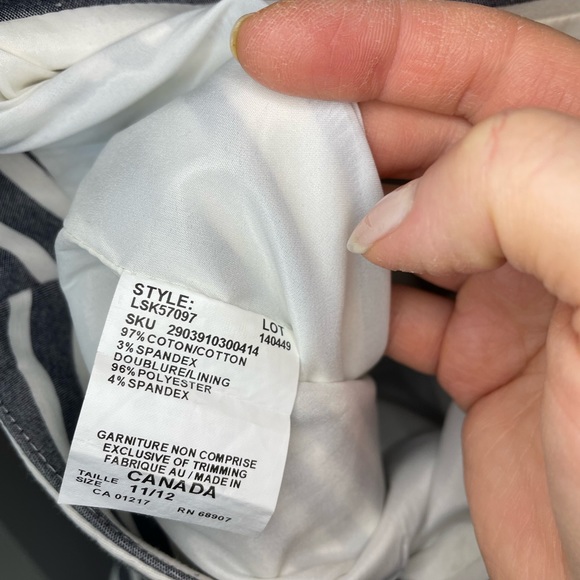 STYLE:
LSK57097 LOT
SKU 2903910300414 140449
97% COTON/COTTON
3% SPANDEX
DOUBLURE/LINING
96% POLYESTER
4% SPANDEX
GARNITURE NON COMPRISE
EXCLUSIVE OF TRIMMING
FABRIQUE AU / MADE IN
CANADA
TAILLE
SIZE 11/12
CA 01217 RN 68907